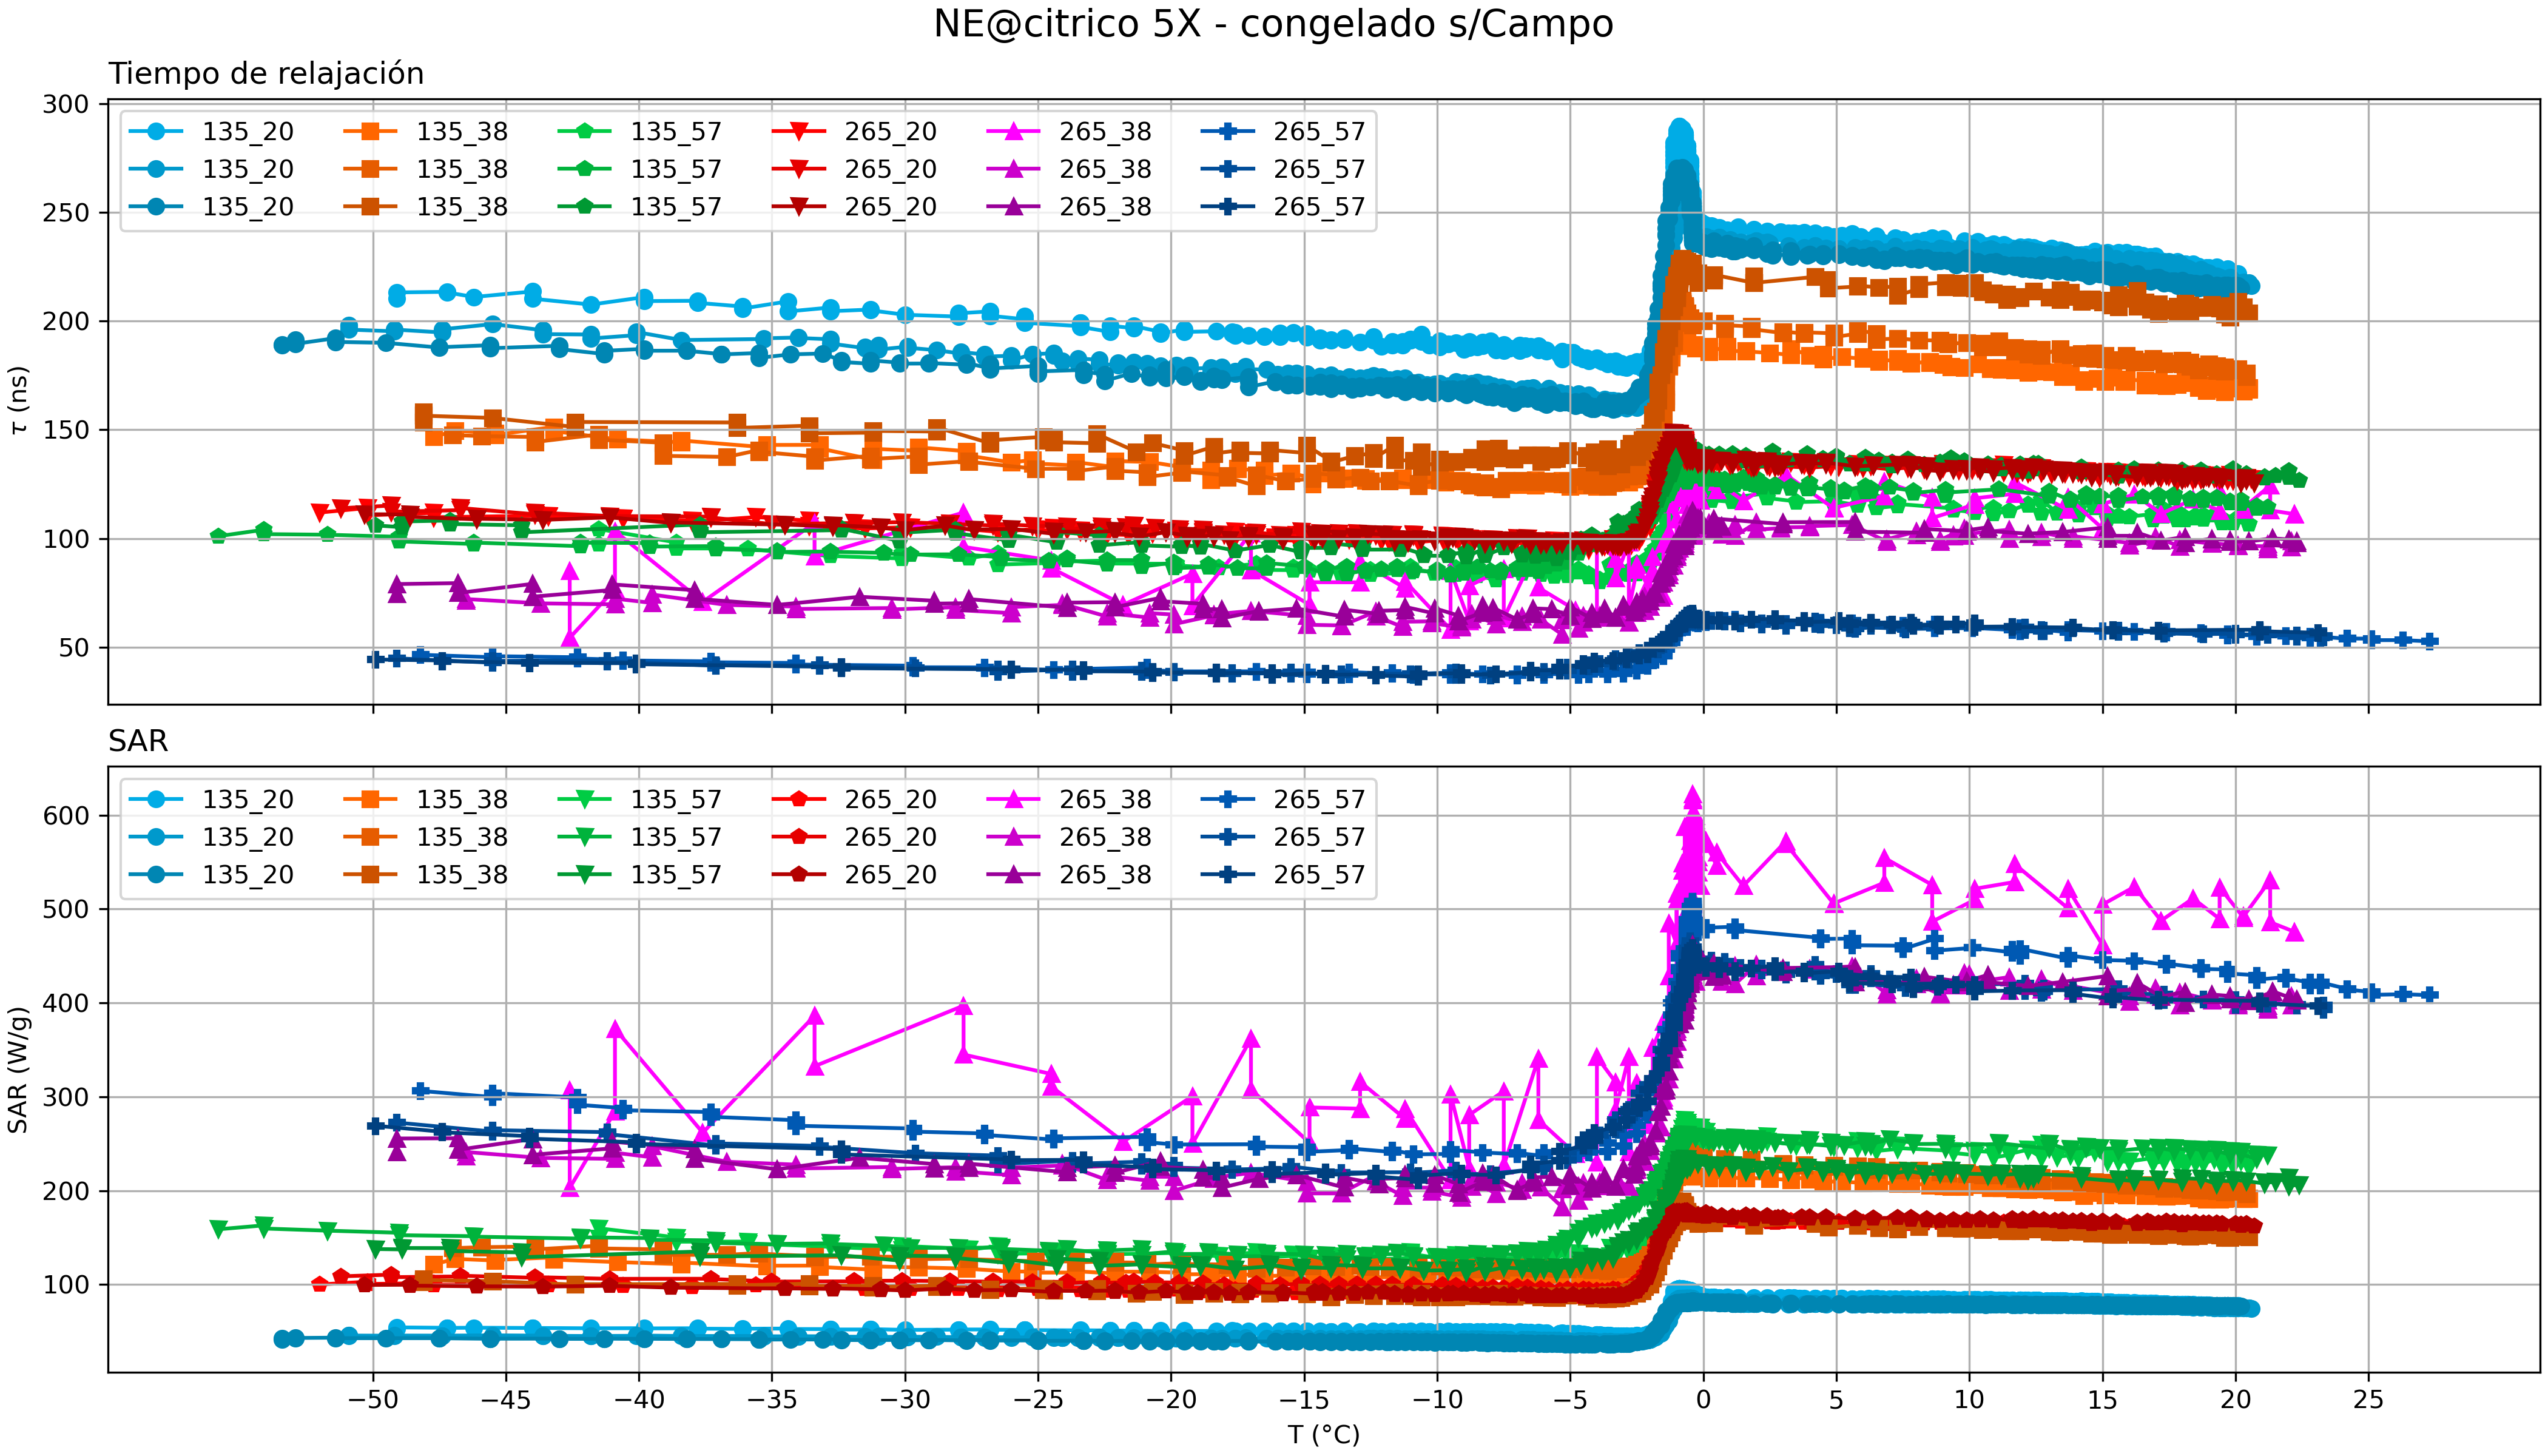 NE@citrico 5X - congelado s/Campo
Tiempo de relajación
300
250
200
150
100
50
τ (ns)
135_20 135_38 135_57 265_20 265_38 265_57
135_20 135_38 135_57 265_20 265_38 265_57
135_20 135_38 135_57 265_20 265_38 265_57
SAR
600
500
400
300
200
100
SAR (W/g)
135_20 135_38 135_57 265_20 265_38 265_57
135_20 135_38 135_57 265_20 265_38 265_57
135_20 135_38 135_57 265_20 265_38 265_57
−50 −45 −40 −35 −30 −25 −20 −15 −10 −5 0 5 10 15 20 25
T (°C)